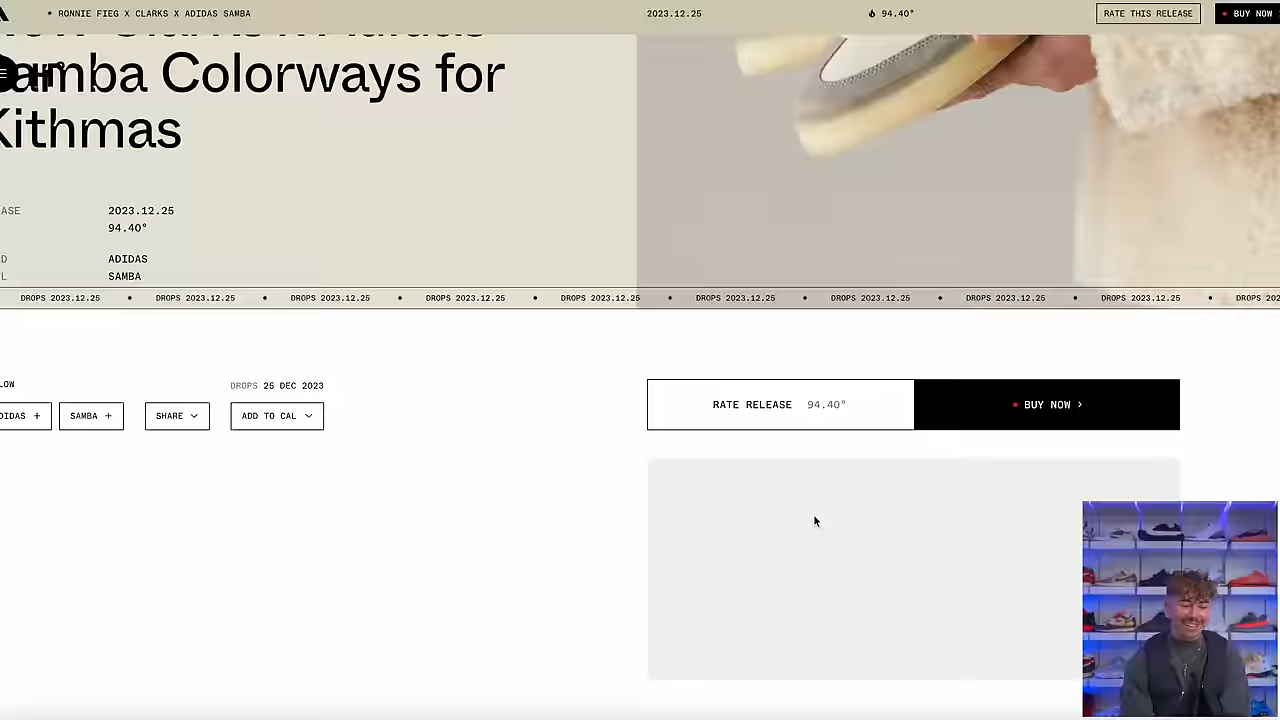 RONNIE FIEG X CLARKS X ADIDAS SAMBA
2023.12.25
94.40°
RATE THIS RELEASE
BUY NOW
Samba Colorways for
Kithmas
ASE
2023.12.25
94.40°
D
ADIDAS
L
SAMBA
DROPS 2023.12.25 • DROPS 2023.12.25 • DROPS 2023.12.25 • DROPS 2023.12.25 • DROPS 2023.12.25 • DROPS 2023.12.25 • DROPS 2023.12.25 • DROPS 2023.12.25 • DROPS 2023.12.25 • DROPS 202
LOW
DROPS 25 DEC 2023
DIDAS +
SAMBA +
SHARE
ADD TO CAL
RATE RELEASE 94.40°
BUY NOW ›